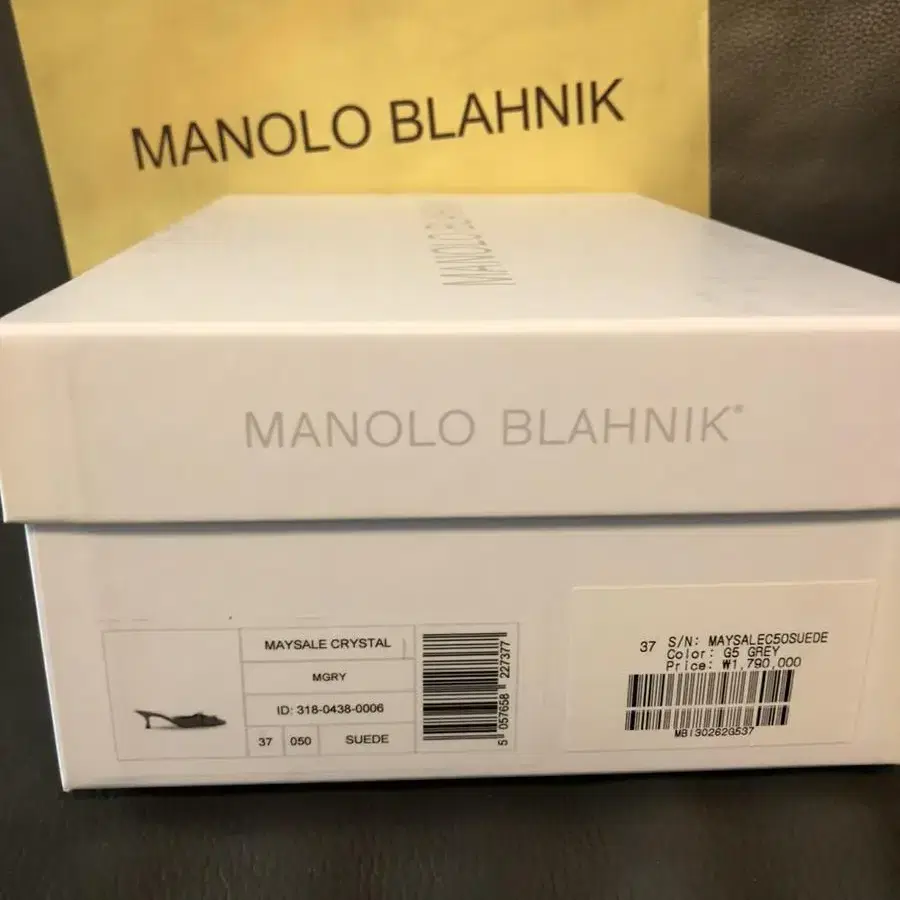 MANOLO BLAHNIK
MANOLO BLAHNIK
MANOLO BLAHNIK®
MAYSALE CRYSTAL
MGRY
ID: 318-0438-0006
37 050 SUEDE
5 057658 227377
37 S/N: MAYSALEC50SUEDE
Color: G5 GREY
Price: ₩1,790,000
MBI30262G537